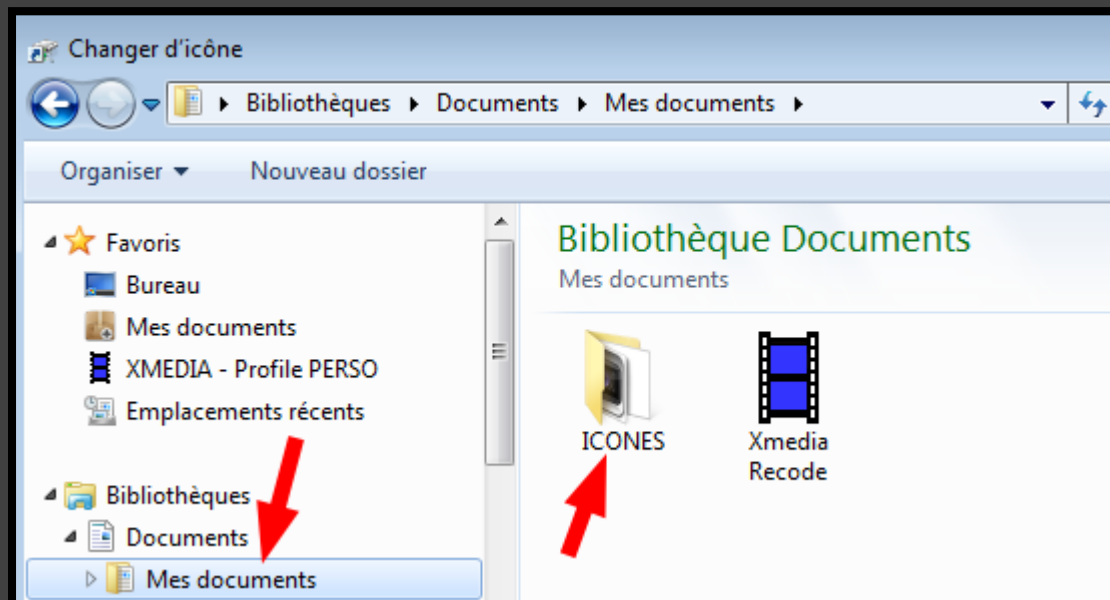 Changer d'icône
Bibliothèques Documents Mes documents
Organiser Nouveau dossier
Favoris
Bureau
Mes documents
XMEDIA - Profile PERSO
Emplacements récents
Bibliothèques
Documents
Mes documents
Bibliothèque Documents
Mes documents
ICONES
Xmedia
Recode